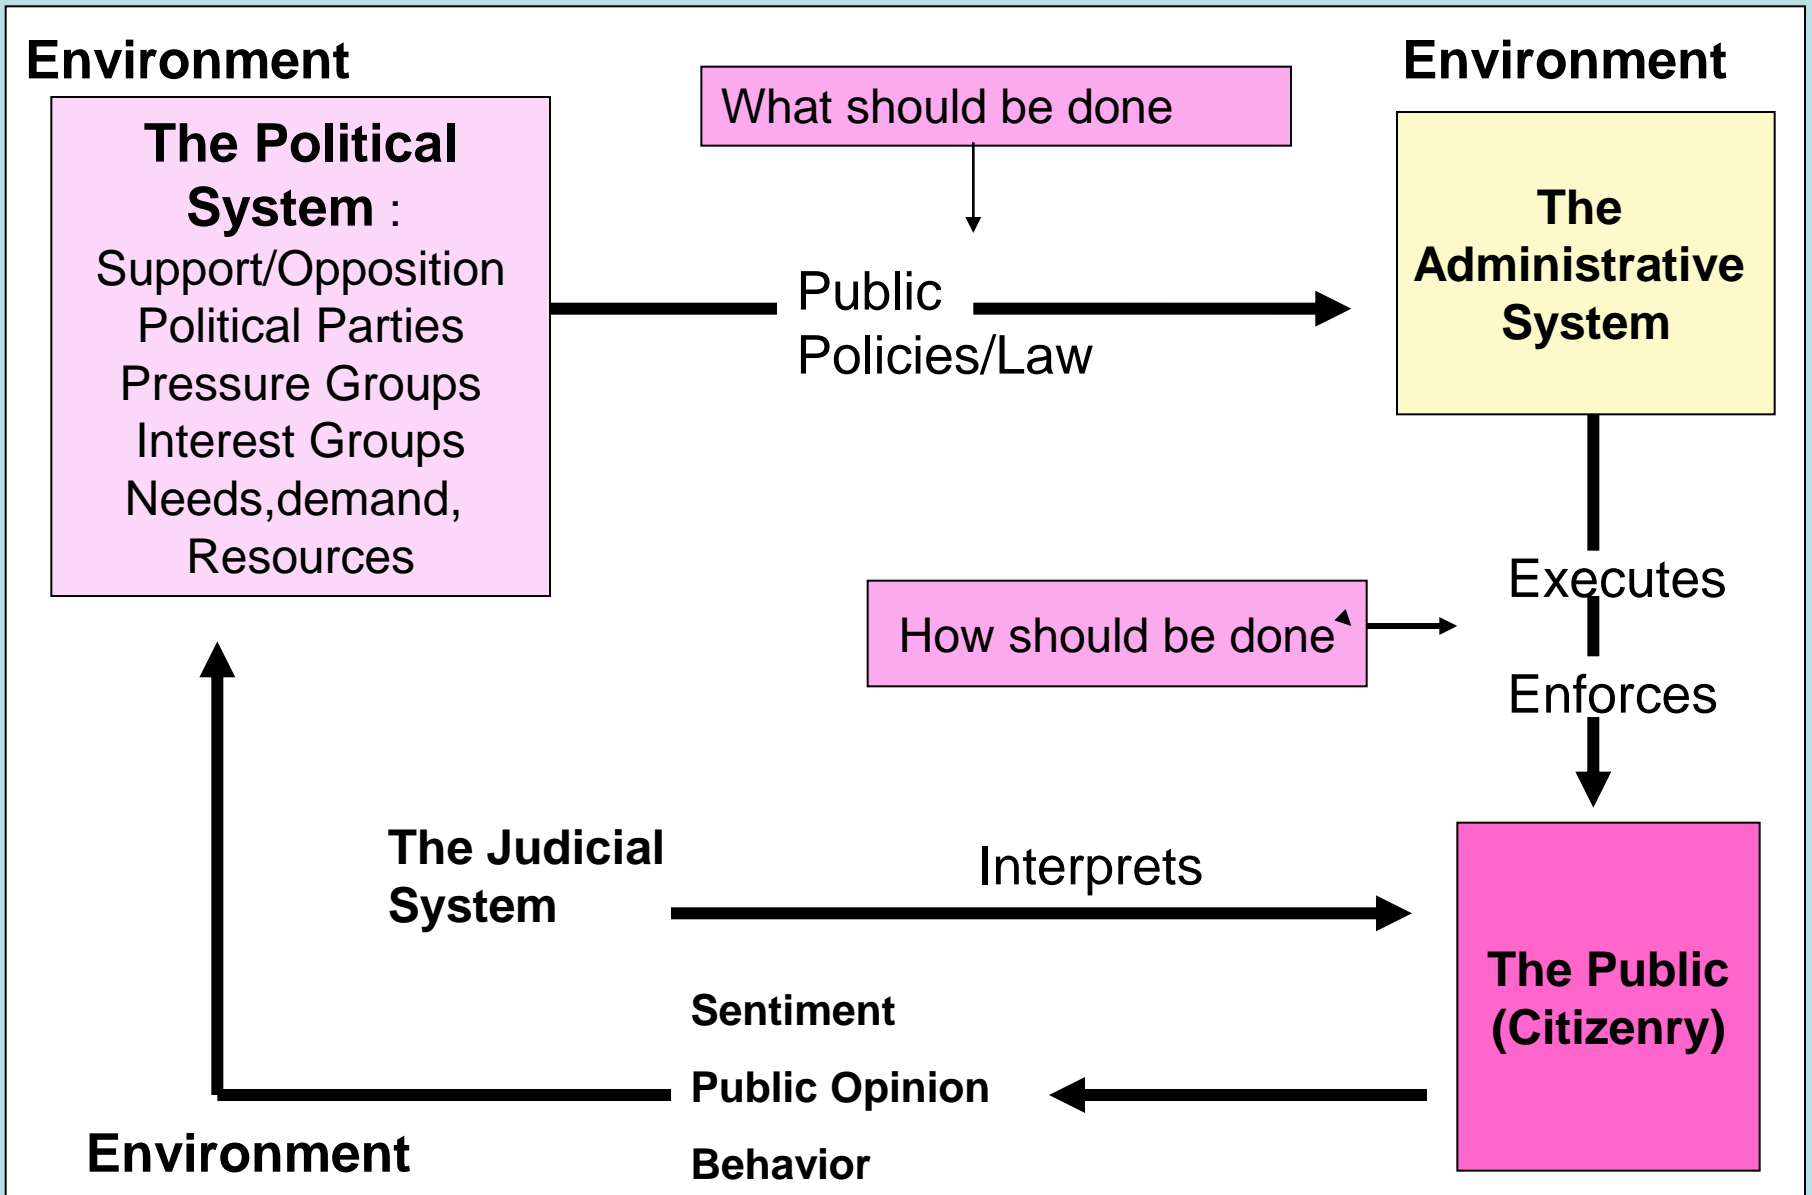 Environment
The Political
System :
Support/Opposition
Political Parties
Pressure Groups
Interest Groups
Needs,demand,
Resources
What should be done
Public
Policies/Law
Environment
The
Administrative
System
How should be done
Executes
Enforces
The Judicial
System
Interprets
The Public
(Citizenry)
Sentiment
Public Opinion
Behavior
Environment